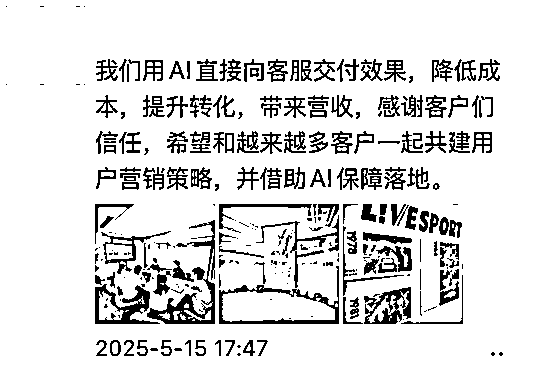 我们用AI直接向客服交付效果，降低成
本，提升转化，带来营收，感谢客户们
信任，希望和越来越多客户一起共建用
户营销策略，并借助AI保障落地。
L!VESPORT
1978
1981
2025-5-15 17:47